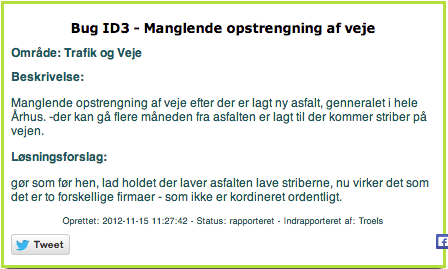 Bug ID3 - Manglende opstrengning af veje
Område: Trafik og Veje
Beskrivelse:
Manglende opstrengning af veje efter der er lagt ny asfalt, genneralet i hele
Århus. -der kan gå flere måneden fra asfalten er lagt til der kommer striber på
vejen.
Løsningsforslag:
gør som før hen, lad holdet der laver asfalten lave striberne, nu virker det som
det er to forskellige firmaer - som ikke er kordineret ordentligt.
Oprettet: 2012-11-15 11:27:42 - Status: rapporteret - Indrapporteret af: Troels
Tweet
f